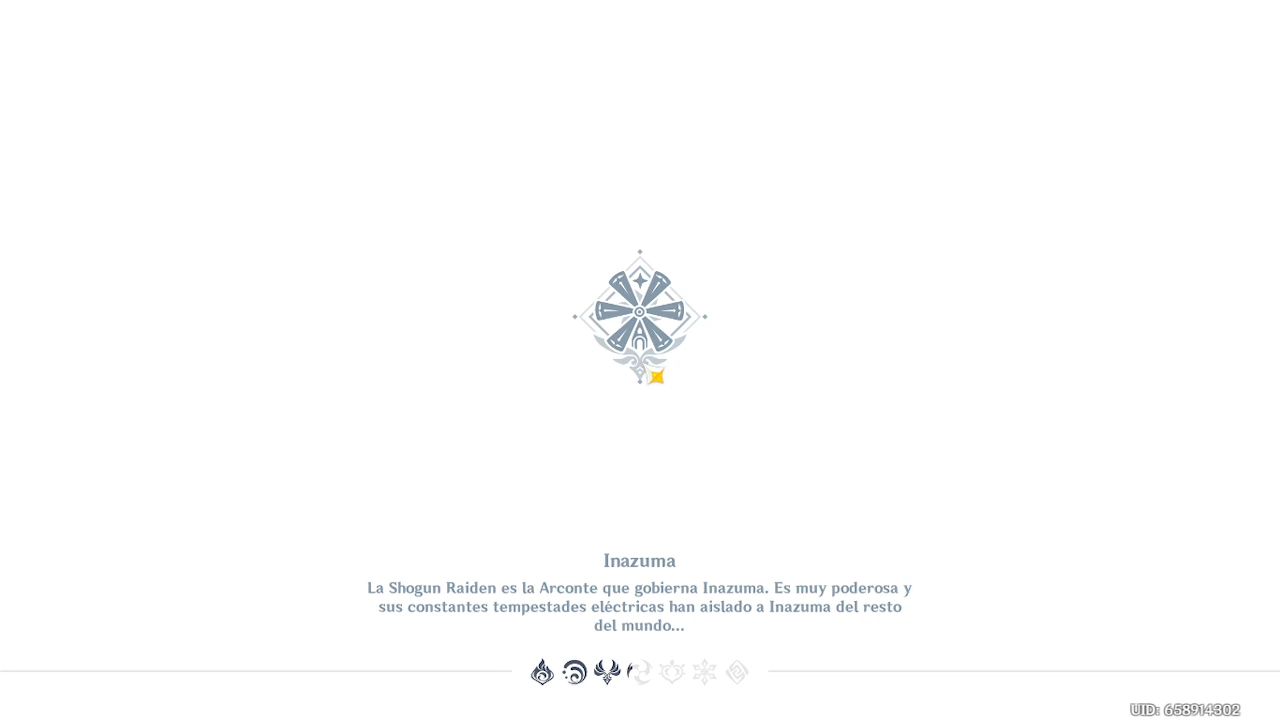 Inazuma
La Shogun Raiden es la Arconte que gobierna Inazuma. Es muy poderosa y
sus constantes tempestades eléctricas han aislado a Inazuma del resto
del mundo...
UID: 658914302